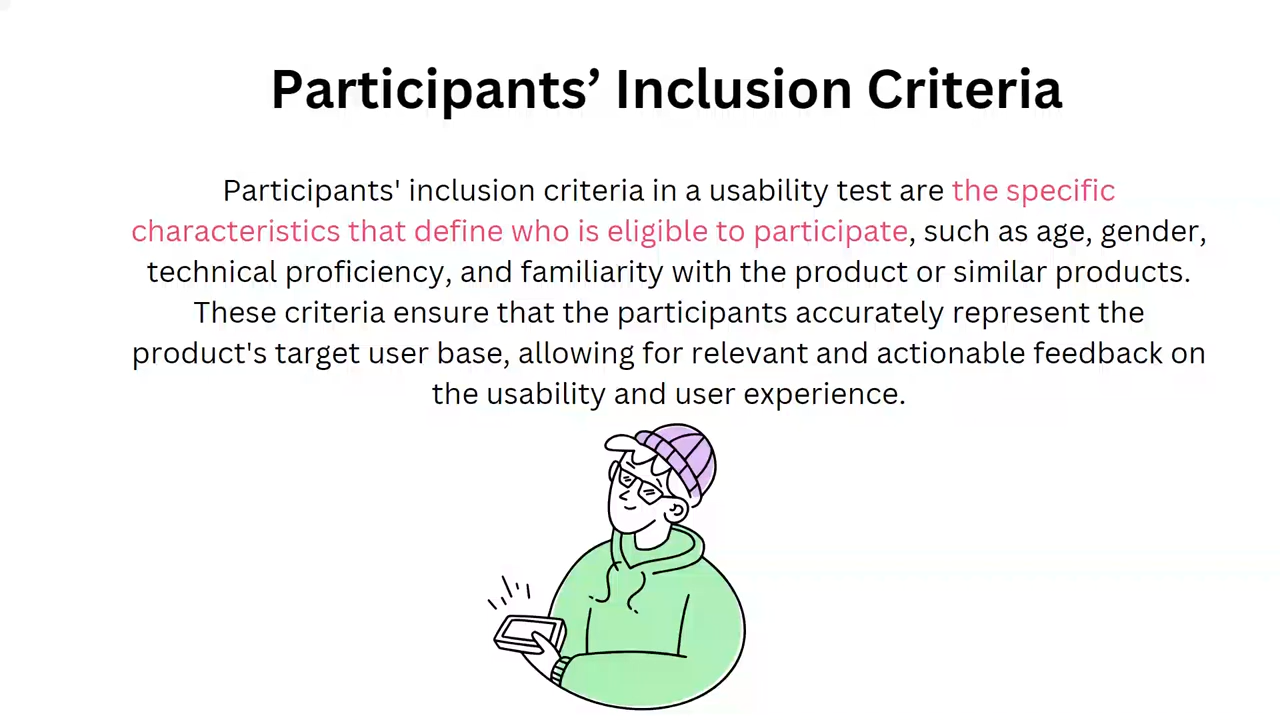 Participants’ Inclusion Criteria
Participants' inclusion criteria in a usability test are the specific
characteristics that define who is eligible to participate, such as age, gender,
technical proficiency, and familiarity with the product or similar products.
These criteria ensure that the participants accurately represent the
product's target user base, allowing for relevant and actionable feedback on
the usability and user experience.